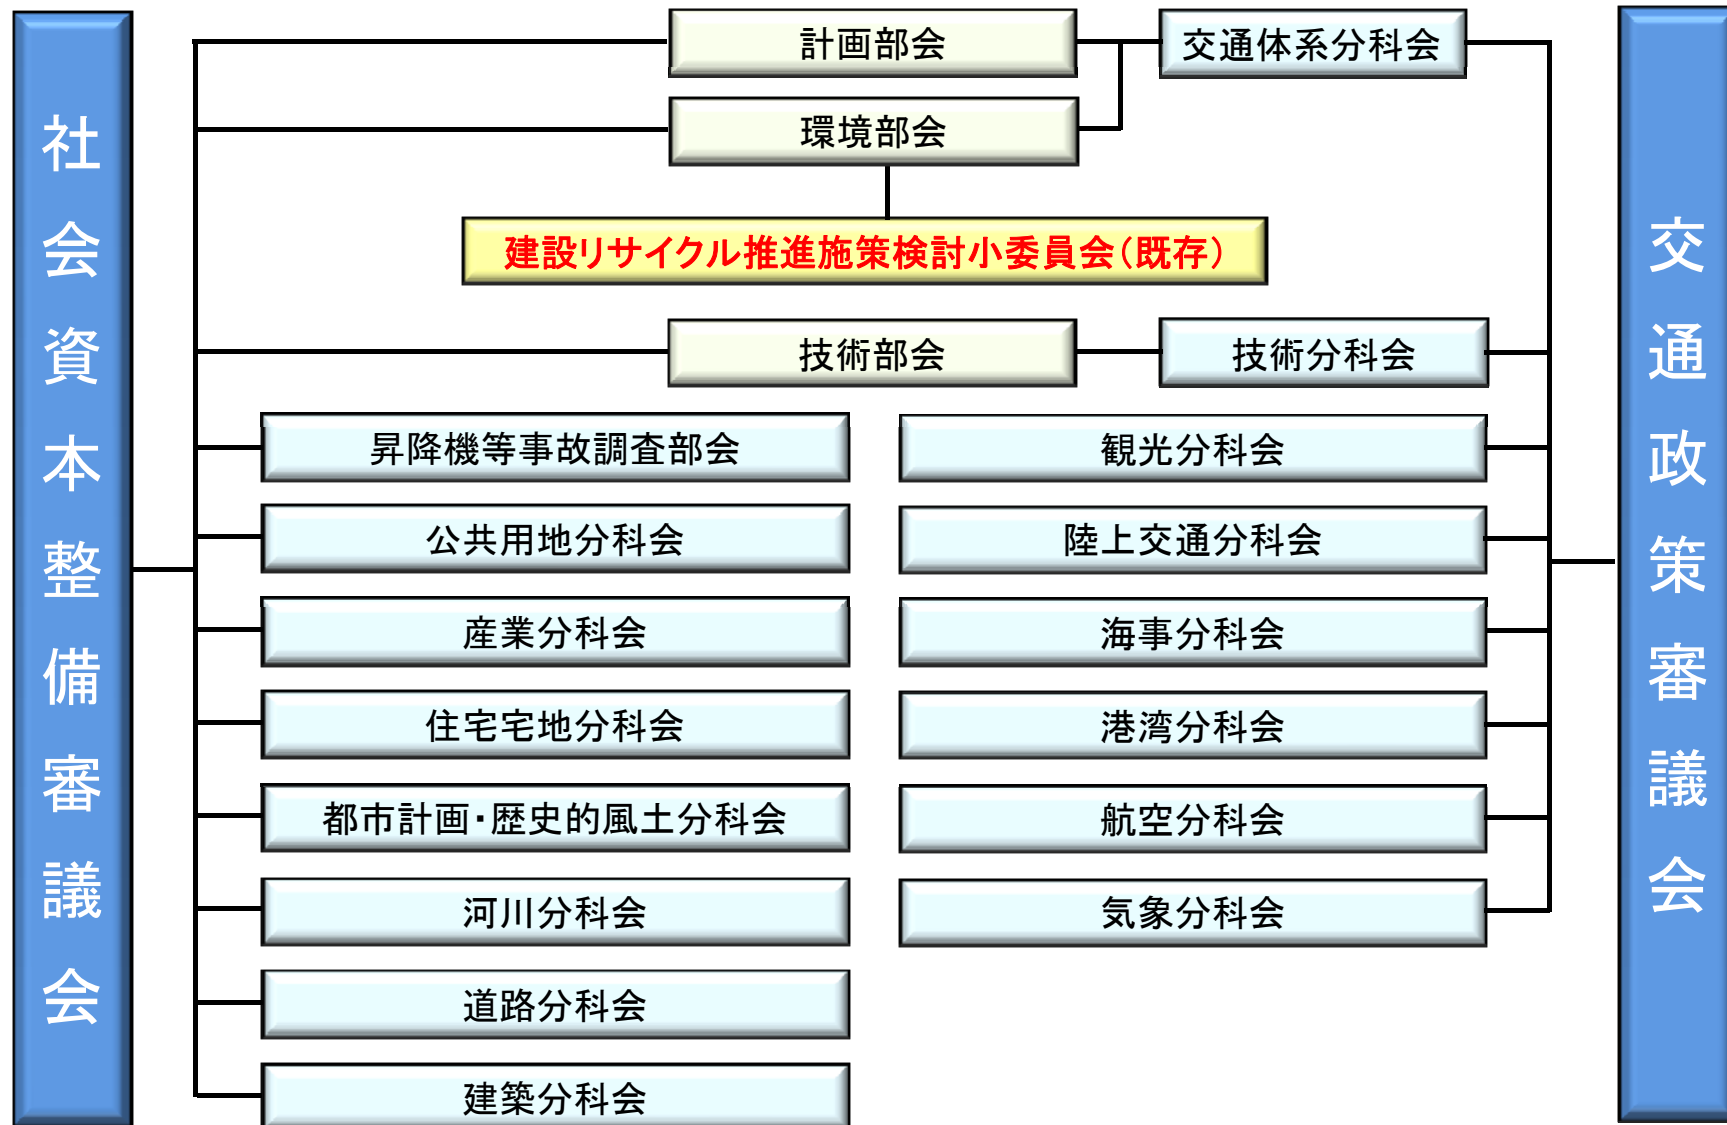 社会資本整備審議会
計画部会
交通体系分科会
環境部会
建設リサイクル推進施策検討小委員会(既存)
技術部会
技術分科会
昇降機等事故調査部会
観光分科会
公共用地分科会
陸上交通分科会
産業分科会
海事分科会
住宅宅地分科会
港湾分科会
都市計画・歴史的風土分科会
航空分科会
河川分科会
気象分科会
道路分科会
建築分科会
交通政策審議会